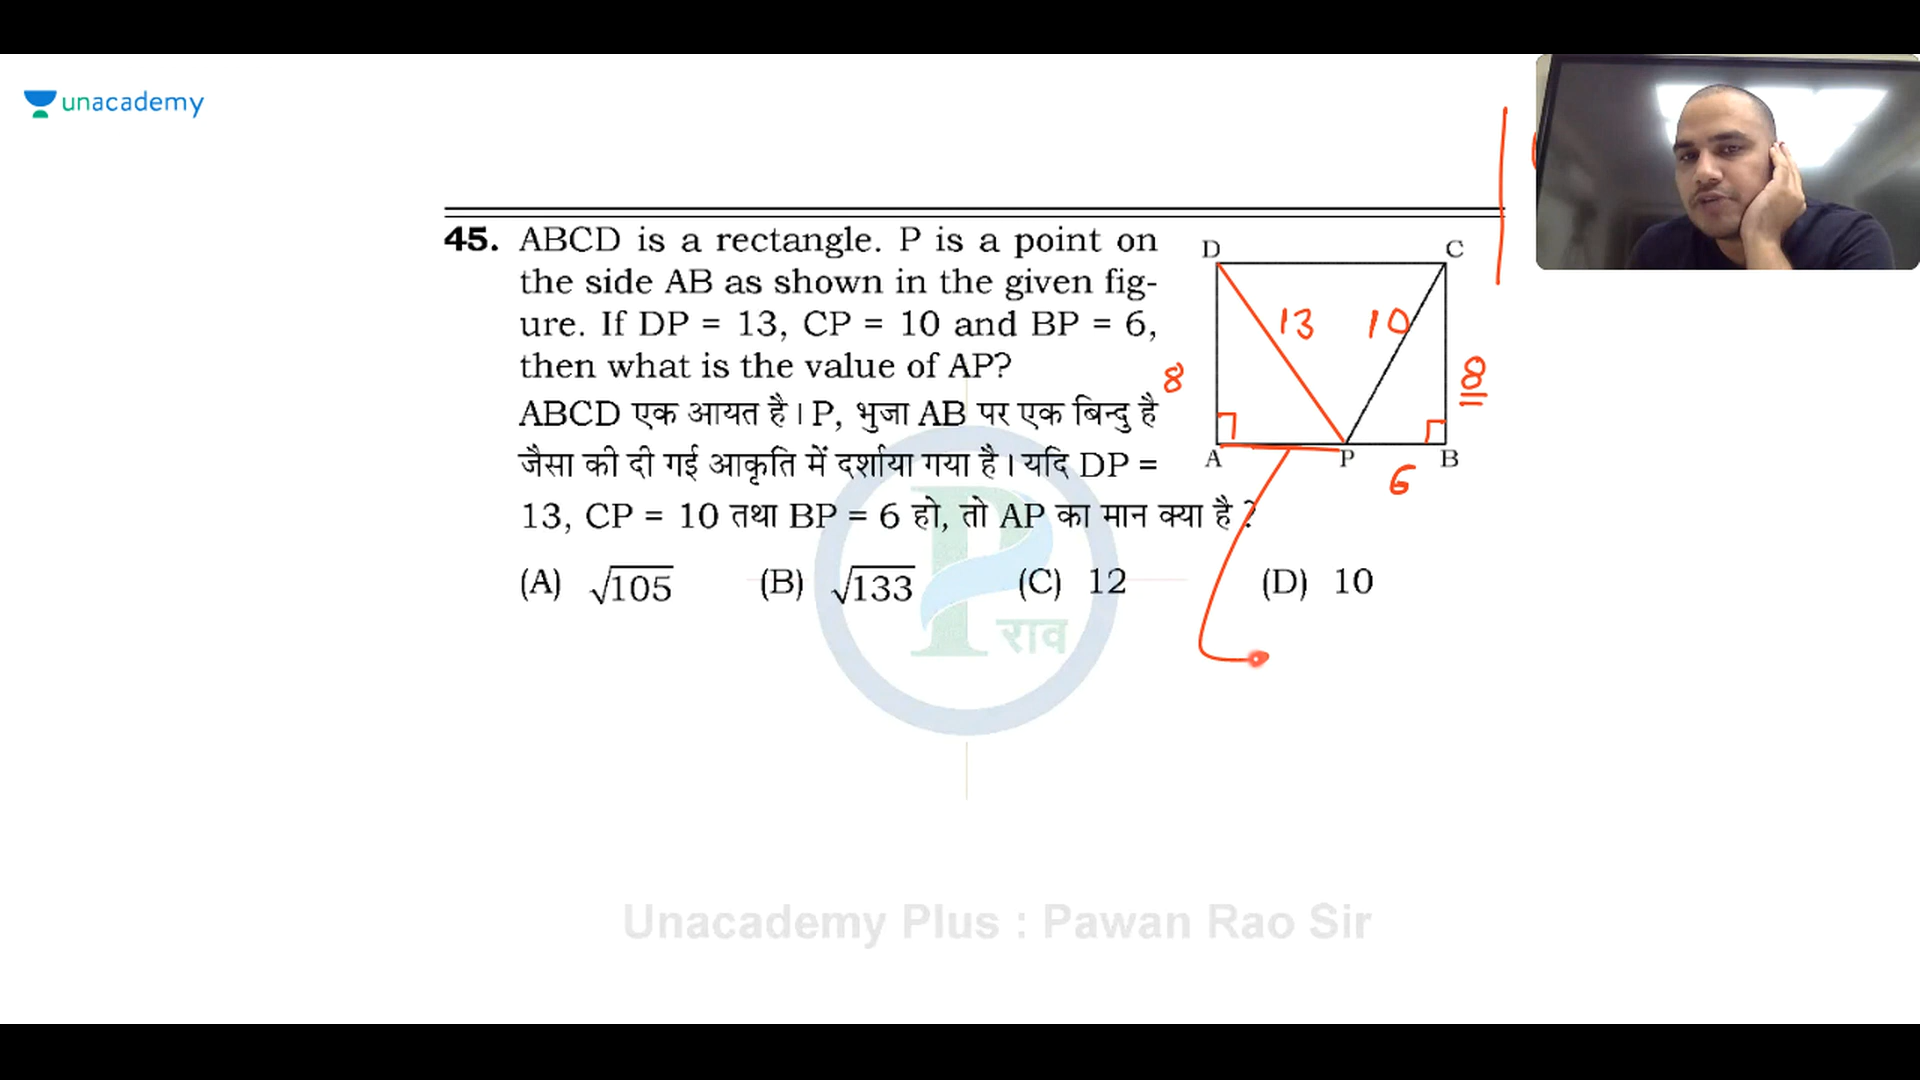 unacademy
45. ABCD is a rectangle. P is a point on
the side AB as shown in the given fig-
ure. If DP = 13, CP = 10 and BP = 6,
then what is the value of AP?
ABCD एक आयत है। P, भुजा AB पर एक बिन्दु है
जैसा की दी गई आकृति में दर्शाया गया है। यदि DP =
13, CP = 10 तथा BP = 6 हो, तो AP का मान क्या है ?
(A) √105 (B) √133 (C) 12 (D) 10
D C
13 10
8 8
A P B
6
P
राव
Unacademy Plus : Pawan Rao Sir